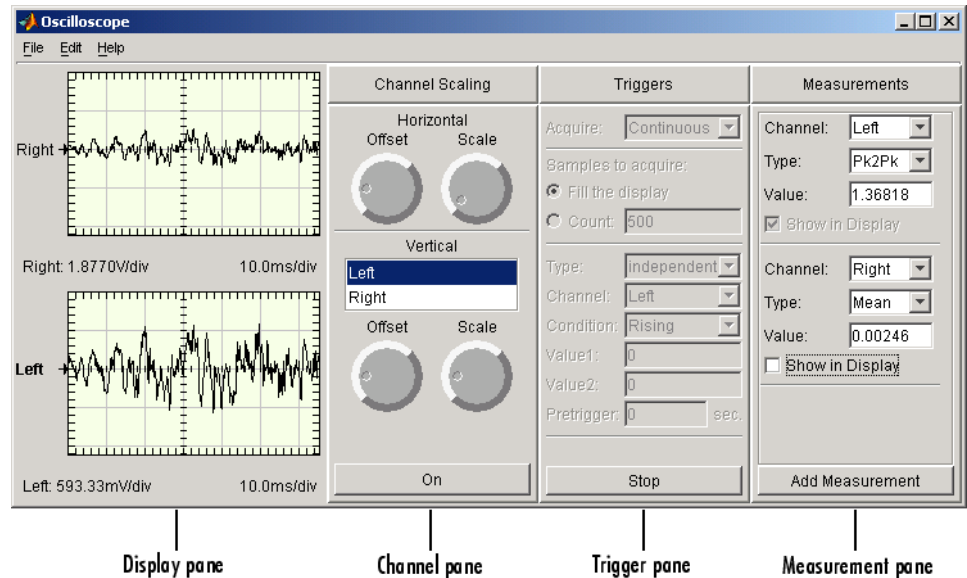 Oscilloscope
File Edit Help
Right
Right: 1.8770V/div 10.0ms/div
Left
Left: 593.33mV/div 10.0ms/div
Channel Scaling
Horizontal
Offset Scale
Vertical
Left
Right
Offset Scale
On
Triggers
Acquire: Continuous
Samples to acquire:
Fill the display
Count: 500
Type: independent
Channel: Left
Condition: Rising
Value1: 0
Value2: 0
Pretrigger: 0 sec.
Stop
Measurements
Channel: Left
Type: Pk2Pk
Value: 1.36818
Show in Display
Channel: Right
Type: Mean
Value: 0.00246
Show in Display
Add Measurement
Display pane
Channel pane
Trigger pane
Measurement pane